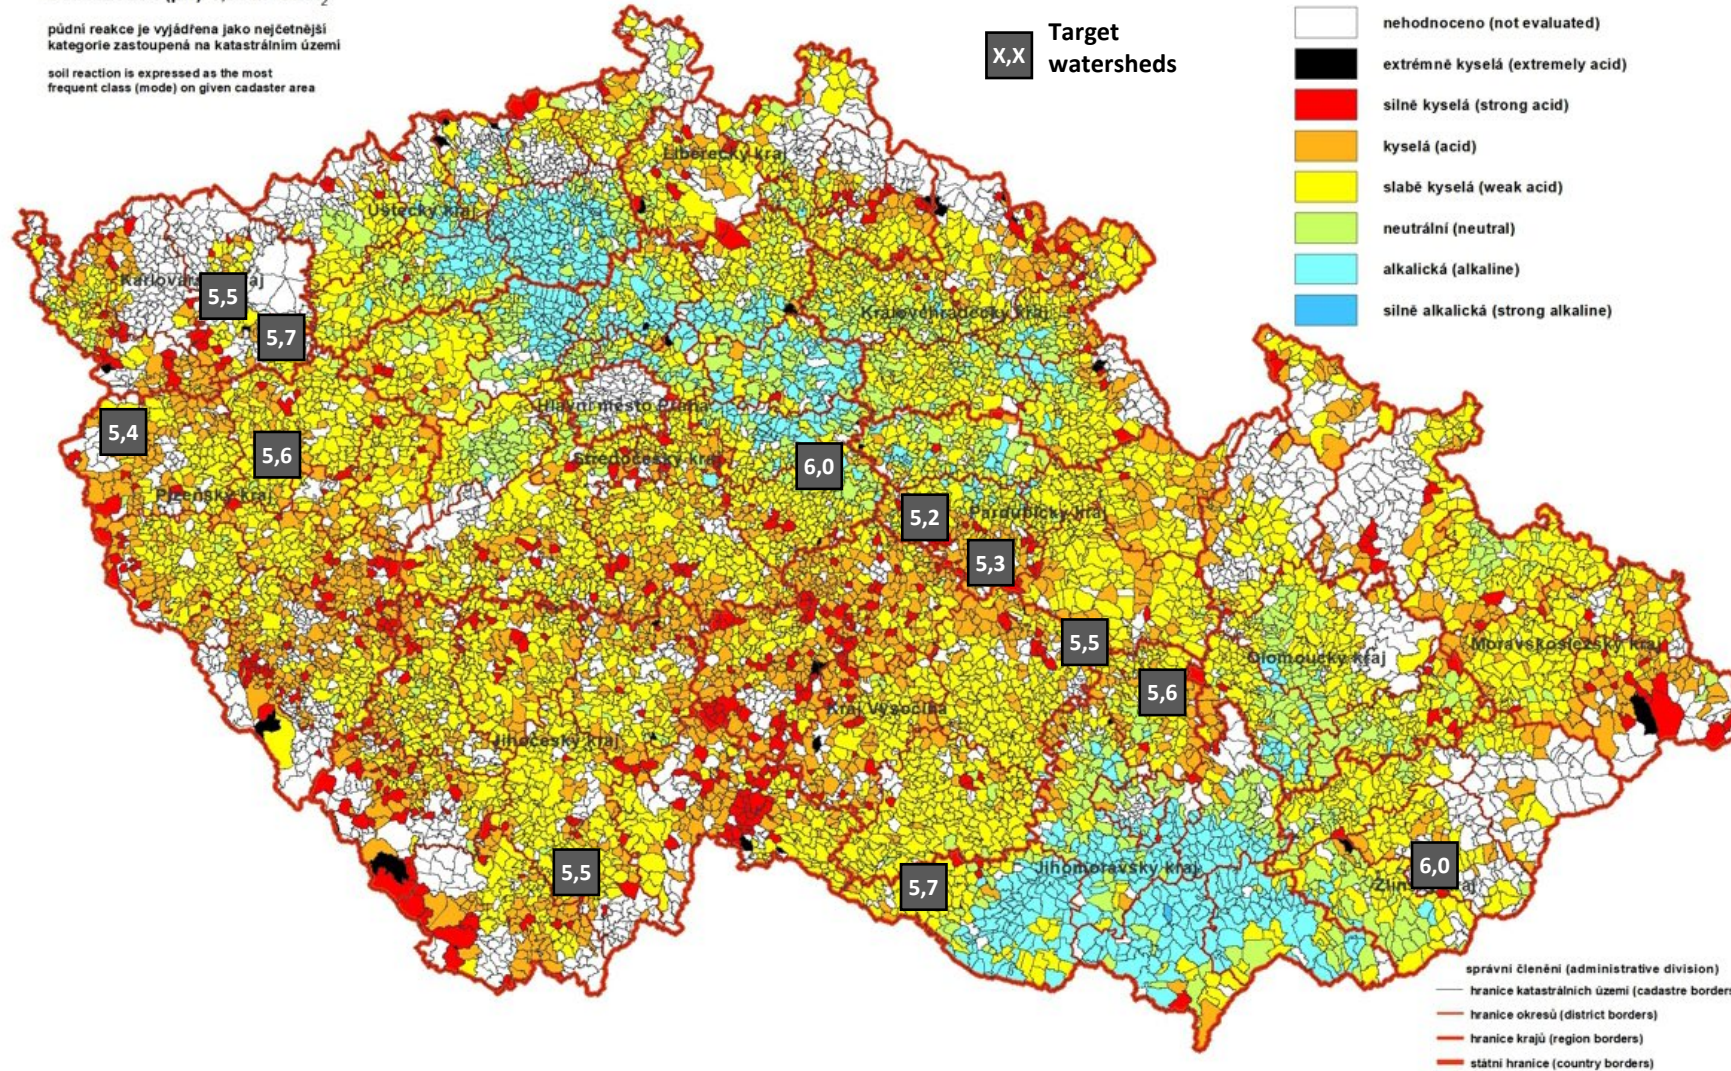 půdní reakce je vyjádřena jako nejčetnější
kategorie zastoupená na katastrálním území
soil reaction is expressed as the most
frequent class (mode) on given cadaster area
X,X
Target
watersheds
nehodnoceno (not evaluated)
extrémně kyselá (extremely acid)
silně kyselá (strong acid)
kyselá (acid)
slabě kyselá (weak acid)
neutrální (neutral)
alkalická (alkaline)
silně alkalická (strong alkaline)
Liberecký kraj
Ústecký kraj
5,5
5,7
Královéhradecký kraj
Hlavní město Praha
5,4
5,6
Středočeský kraj
6,0
Plzeňský kraj
5,2
Pardubický kraj
5,3
5,5
Olomoucký kraj
Moravskoslezský kraj
5,6
Kraj Vysočina
Jihočeský kraj
5,5
5,7
Jihomoravský kraj
6,0
správní členění (administrative division)
hranice katastrálních území (cadastre borders
hranice okresů (district borders)
hranice krajů (region borders)
státní hranice (country borders)